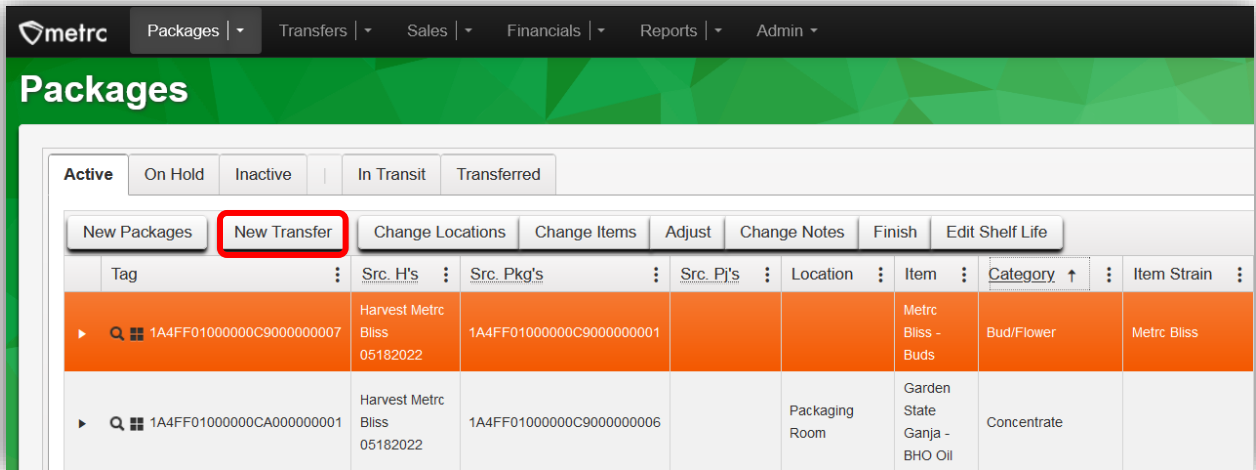 metrc Packages Transfers Sales Financials Reports Admin
Packages
Active On Hold Inactive In Transit Transferred
New Packages New Transfer Change Locations Change Items Adjust Change Notes Finish Edit Shelf Life
Tag Src. H's Src. Pkg's Src. Pj's Location Item Category ↑ Item Strain
1A4FF01000000C9000000007 Harvest Metrc Bliss 05182022 1A4FF01000000C9000000001 Metrc Bliss - Buds Bud/Flower Metrc Bliss
1A4FF01000000CA000000001 Harvest Metrc Bliss 05182022 1A4FF01000000C9000000006 Packaging Room Garden State Ganja - BHO Oil Concentrate